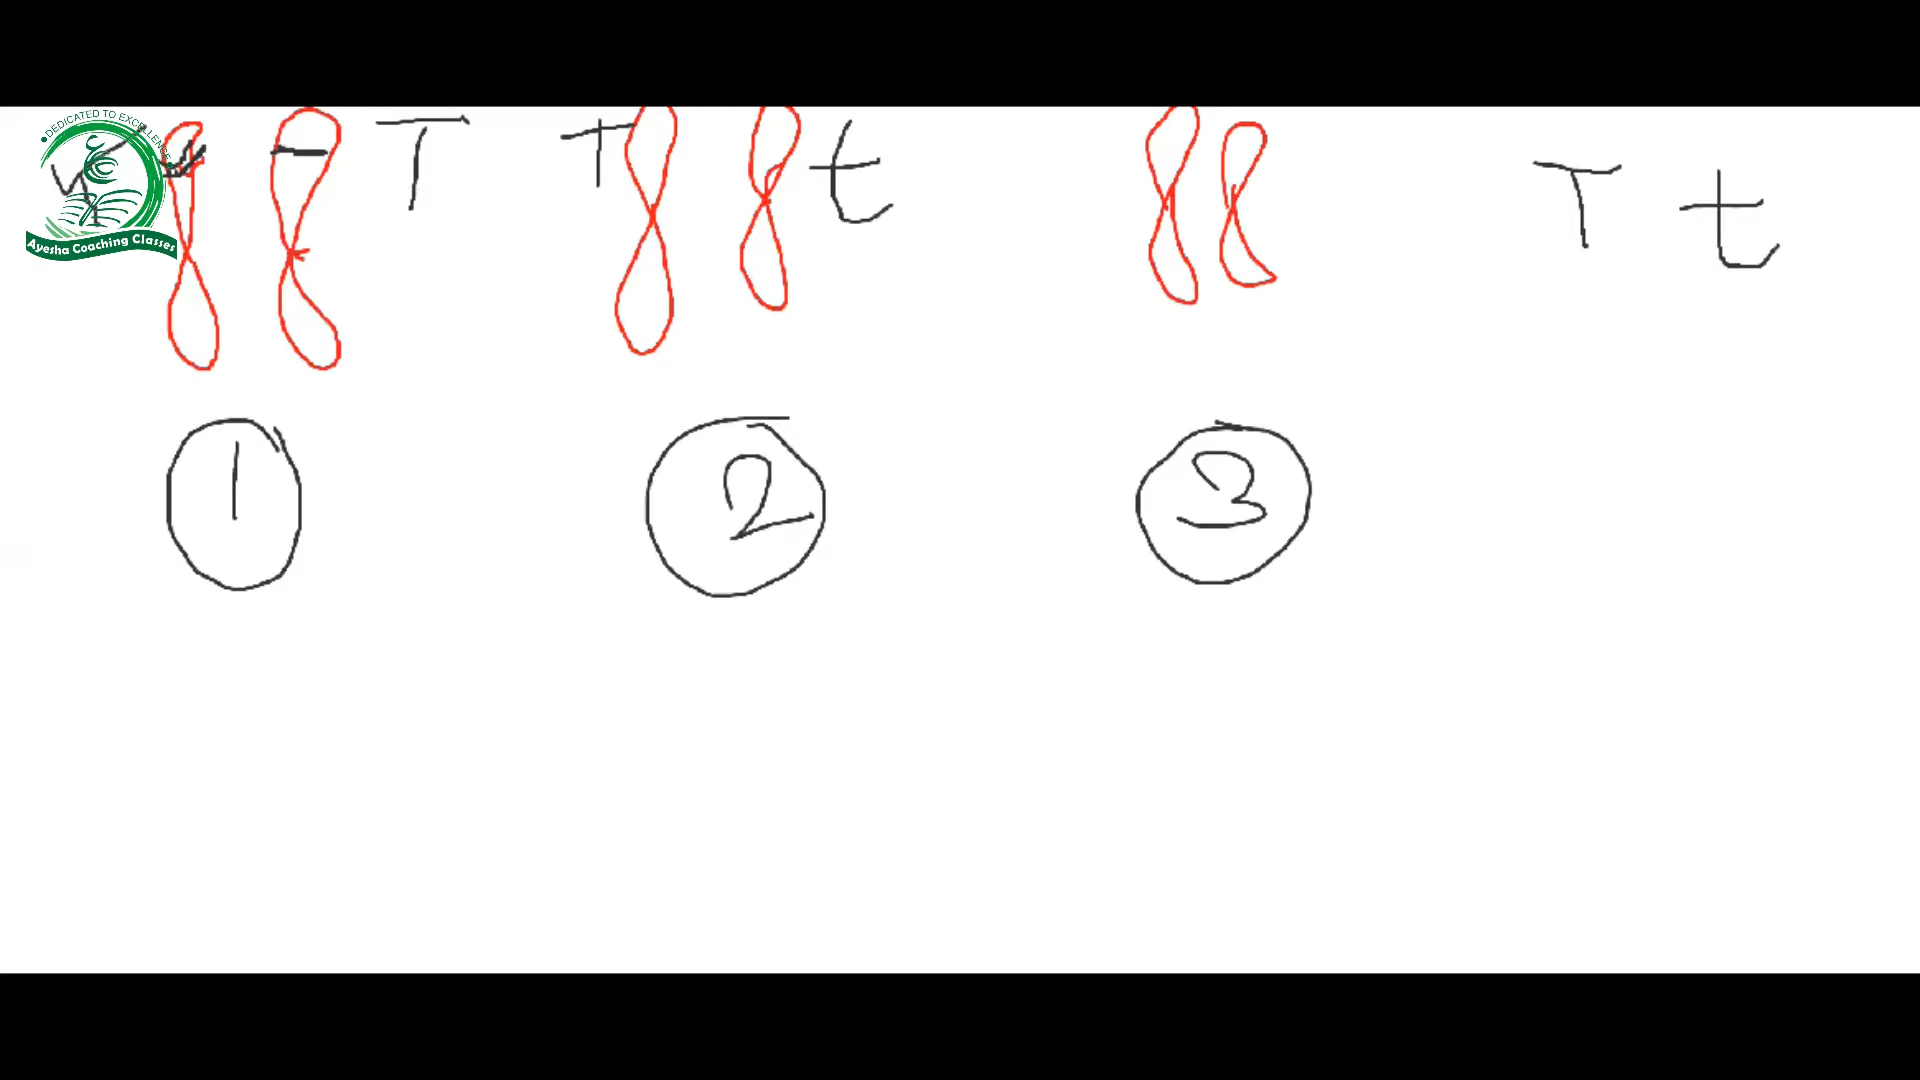 DEDICATED TO EXCELLENCE
Ayesha Coaching Classes
T T t T t
1 2 3